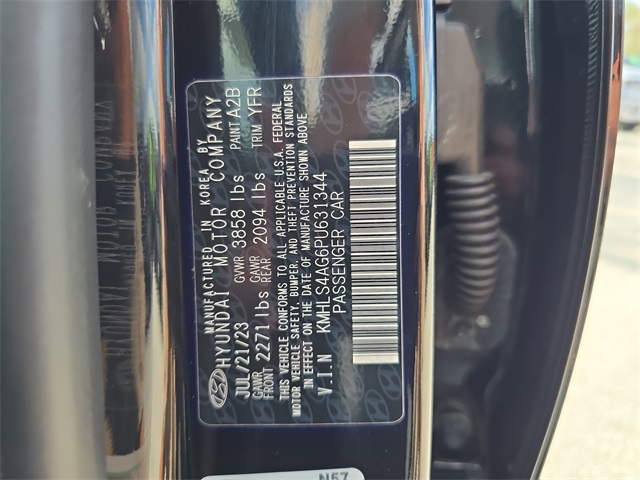 MANUFACTURED IN KOREA BY
HYUNDAI MOTOR COMPANY
JUL/21/23 GVWR 3858 lbs PAINT A2B
GAWR FRONT 2271 lbs GAWR REAR 2094 lbs TRIM YFR
THIS VEHICLE CONFORMS TO ALL APPLICABLE U.S.A. FEDERAL
MOTOR VEHICLE SAFETY, BUMPER, AND THEFT PREVENTION STANDARDS
IN EFFECT ON THE DATE OF MANUFACTURE SHOWN ABOVE
V.I.N KMHLS4AG6PU631344
PASSENGER CAR
N57